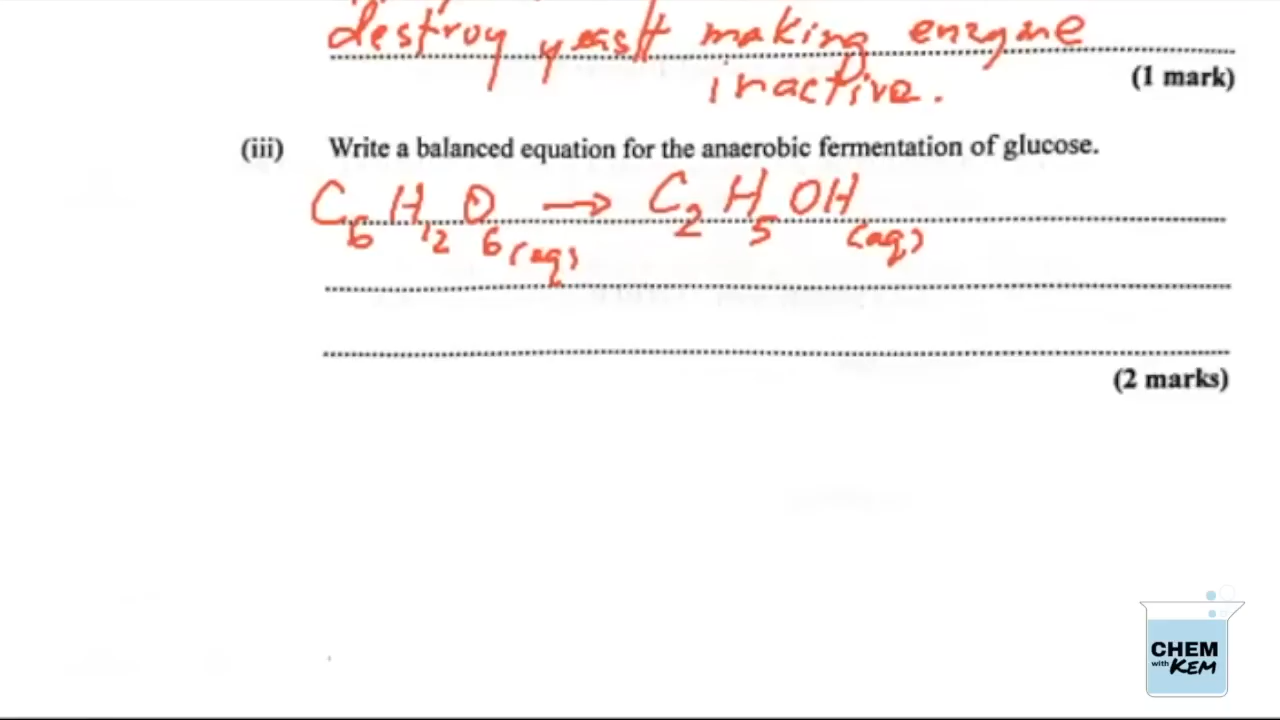 destroy yeast making enzyme
inactive.
(1 mark)
(iii) Write a balanced equation for the anaerobic fermentation of glucose.
C6H12O6(aq) → C2H5OH(aq)
(2 marks)
CHEM
with KEM